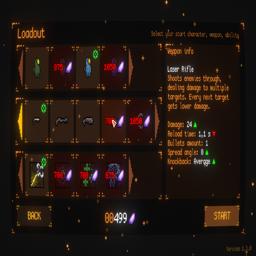 Loadout
Select your start character, weapon, ability
Weapon info
Laser Rifle
Shoots enemies through,
dealing damage to multiple
targets. Every next target
gets lower damage.
Damage: 24
Reload time: 1,1
Bullets amount: 1
Spread angle: 0
Knockback: Average
BACK
00499
START